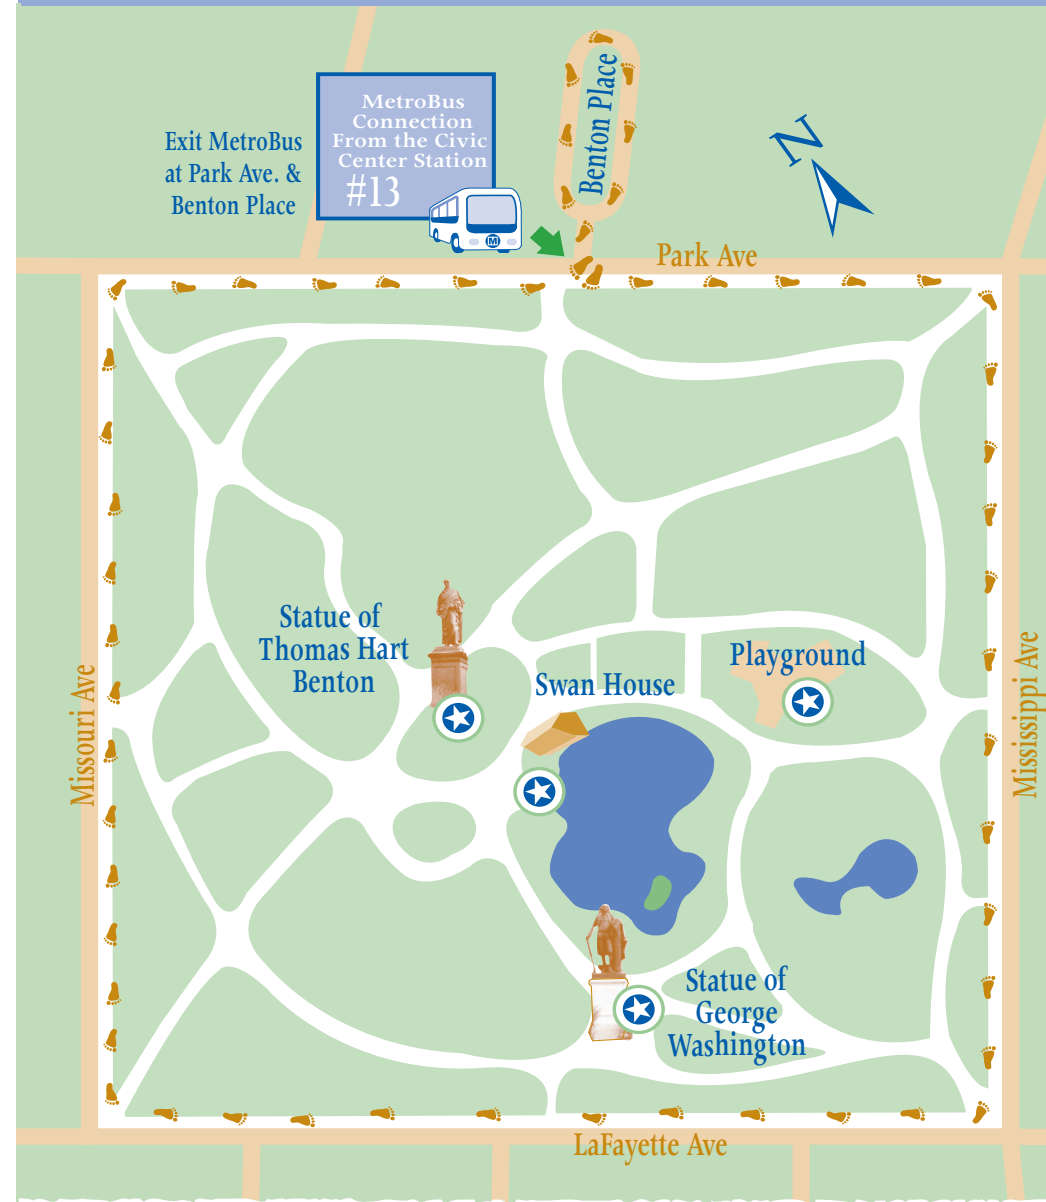 MetroBus
Connection
From the Civic
Center Station
#13
Exit MetroBus
at Park Ave. &
Benton Place
Benton Place
N
M
Park Ave
Statue of
Thomas Hart
Benton
Swan House
Playground
Missouri Ave
Mississippi Ave
Statue of
George
Washington
LaFayette Ave